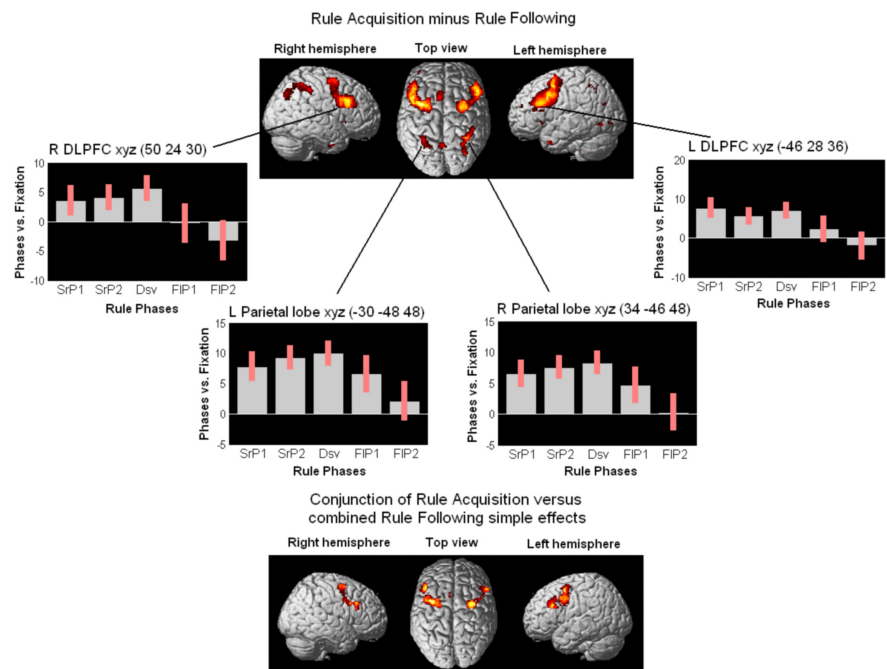 Rule Acquisition minus Rule Following
Right hemisphere Top view Left hemisphere
R DLPFC xyz (50 24 30)
10
5
0
-5
-10
Phases vs. Fixation
SrP1 SrP2 Dsv FlP1 FlP2
Rule Phases
L DLPFC xyz (-46 28 36)
20
10
0
-10
Phases vs. Fixation
SrP1 SrP2 Dsv FlP1 FlP2
Rule Phases
L Parietal lobe xyz (-30 -48 48)
15
10
5
0
-5
Phases vs. Fixation
SrP1 SrP2 Dsv FlP1 FlP2
Rule Phases
R Parietal lobe xyz (34 -46 48)
15
10
5
0
-5
Phases vs. Fixation
SrP1 SrP2 Dsv FlP1 FlP2
Rule Phases
Conjunction of Rule Acquisition versus
combined Rule Following simple effects
Right hemisphere Top view Left hemisphere